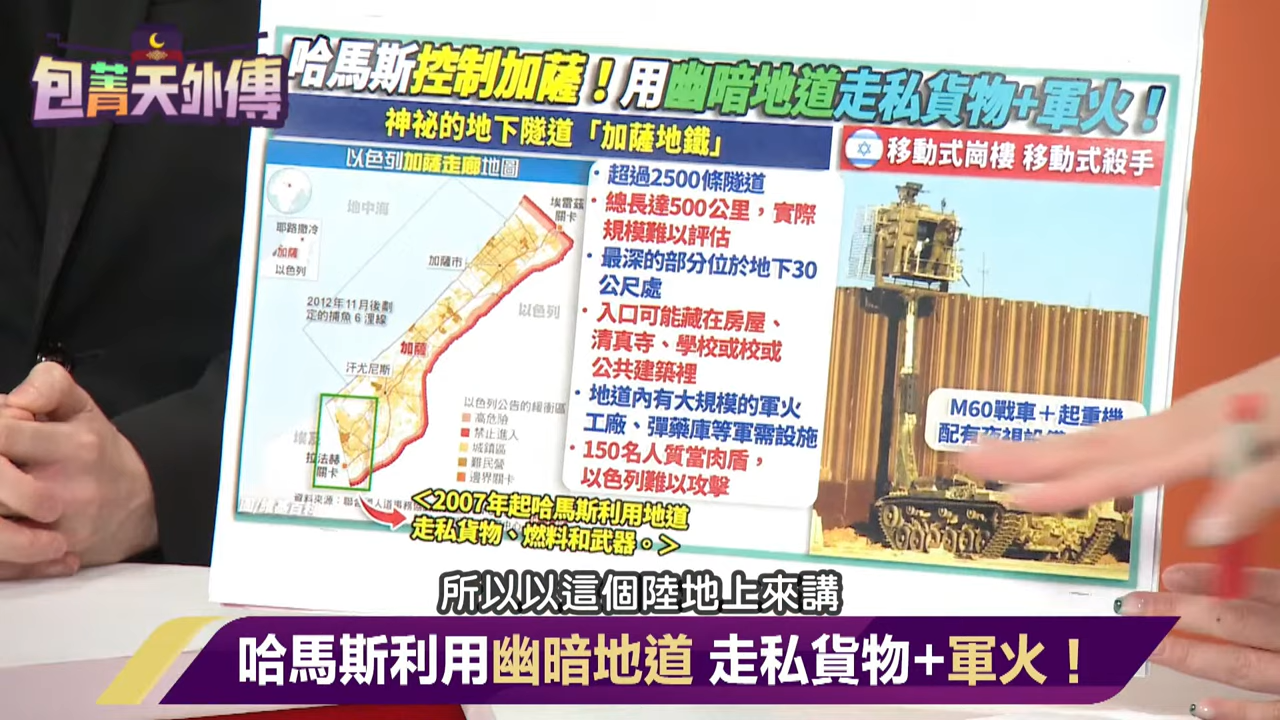 包菁天外傳
哈馬斯控制加薩！用幽暗地道走私貨物+軍火！
神祕的地下隧道「加薩地鐵」
以色列加薩走廊地圖
地中海
埃雷茲
關卡
耶路撒冷
加薩
以色列
加薩市
2012年11月後劃
定的捕魚6浬線
以色列
加薩
汗尤尼斯
拉法赫
關卡
以色列公告的緩衝區
高危險
禁止進入
城鎮區
難民營
邊界關卡
資料來源：聯合國人道事務
<2007年起哈馬斯利用地道
走私貨物、燃料和武器。>
·超過2500條隧道
·總長達500公里，實際
規模難以評估
·最深的部分位於地下30
公尺處
·入口可能藏在房屋、
清真寺、學校或校或
公共建築裡
·地道內有大規模的軍火
工廠、彈藥庫等軍需設施
·150名人質當肉盾，
以色列難以攻擊
移動式崗樓 移動式殺手
M60戰車＋起重機
配有夜視設備
所以以這個陸地上來講
哈馬斯利用幽暗地道 走私貨物+軍火！